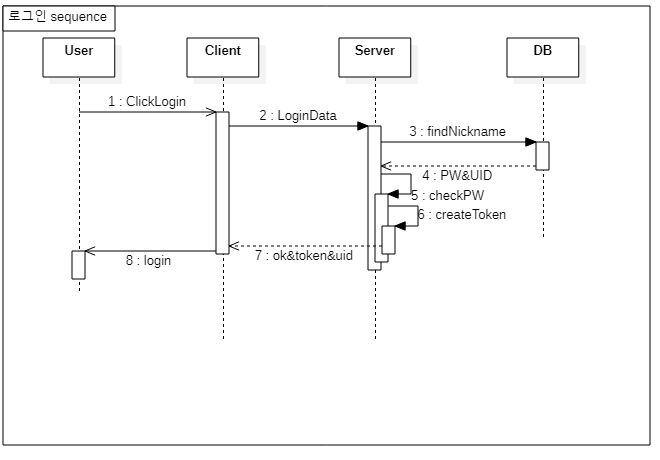 로그인 sequence
User
Client
Server
DB
1 : ClickLogin
2 : LoginData
3 : findNickname
4 : PW&UID
5 : checkPW
6 : createToken
7 : ok&token&uid
8 : login